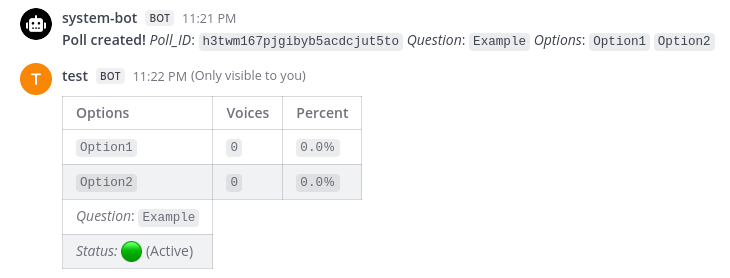 system-bot BOT 11:21 PM
Poll created! Poll_ID: h3twm167pjgibyb5acdcjut5to Question: Example Options: Option1 Option2
T
test BOT 11:22 PM (Only visible to you)
Options Voices Percent
Option1 0 0.0%
Option2 0 0.0%
Question: Example
Status: (Active)